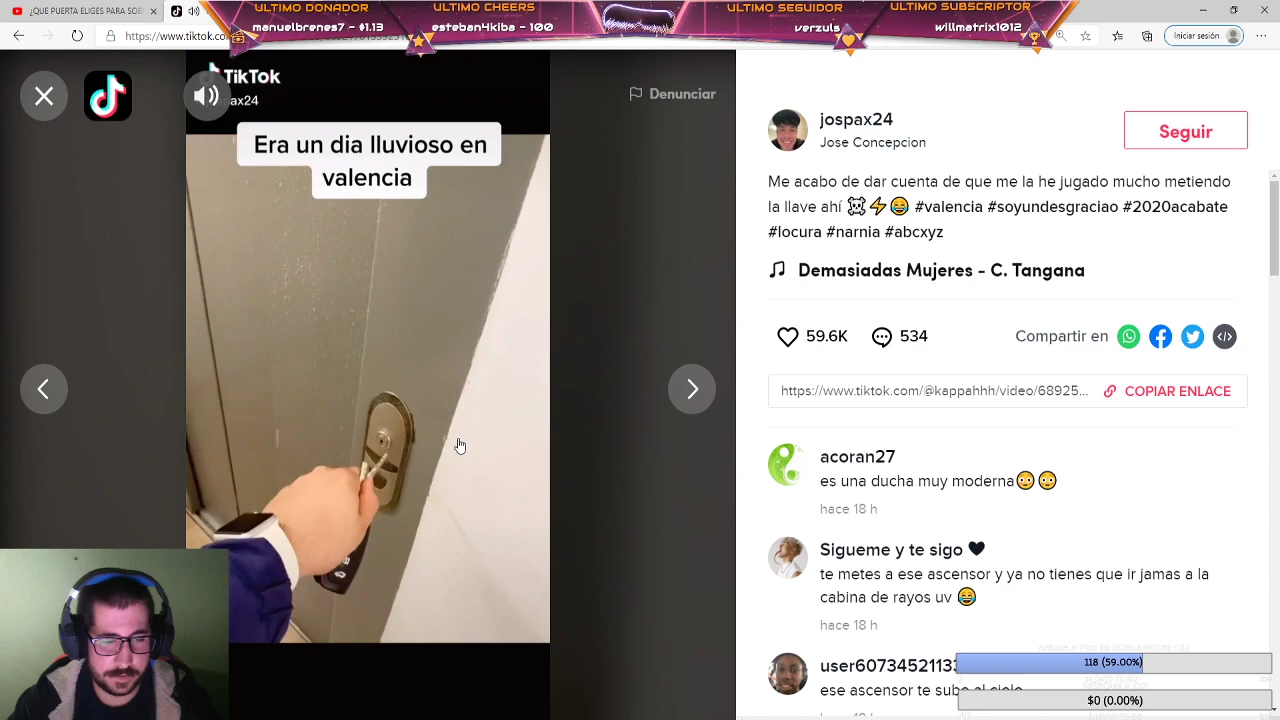 ¿QUÉ PUERTA ELIGES PARA SOB
https://www.tiktok.co
Iniciar sesión
ULTIMO DONADOR
manuelbrenes7 - $1.13
ULTIMO CHEERS
esteban4kiba - 100
ULTIMO SEGUIDOR
verzuls
ULTIMO SUBSCRIPTOR
willmatrix1012
TikTok
Denunciar
Era un dia lluvioso en
valencia
jospax24
Jose Concepcion
Seguir
Me acabo de dar cuenta de que me la he jugado mucho metiendo
la llave ahí ☠️⚡😂 #valencia #soyundesgraciao #2020acabate
#locura #narnia #abcxyz
Demasiadas Mujeres - C. Tangana
59.6K
534
Compartir en
https://www.tiktok.com/@kappahhh/video/68925...
COPIAR ENLACE
acoran27
es una ducha muy moderna😳😳
hace 18 h
Sigueme y te sigo 🖤
te metes a ese ascensor y ya no tienes que ir jamas a la
cabina de rayos uv 😂
hace 18 h
ese ascensor te sube al cielo
118 (59.00%)
$0 (0.00%)